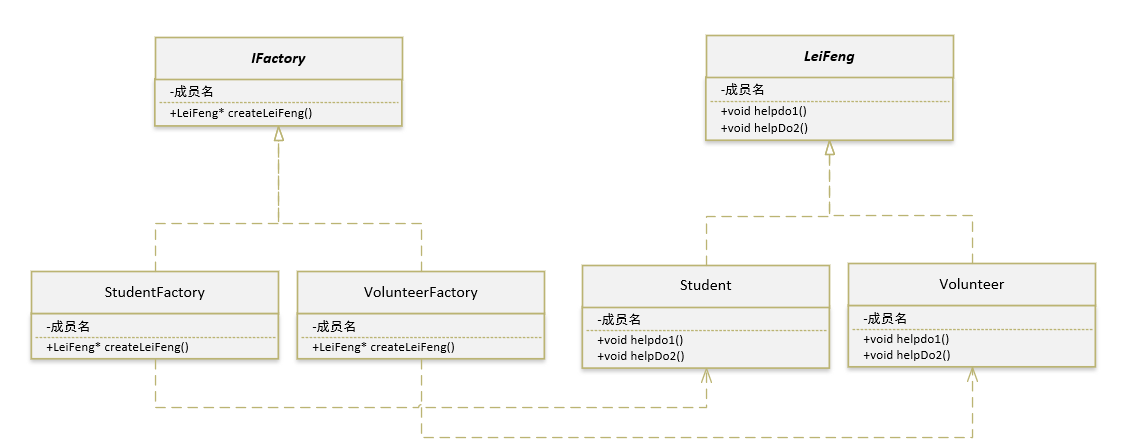 IFactory
-成员名
+LeiFeng* createLeiFeng()
LeiFeng
-成员名
+void helpdo1()
+void helpDo2()
StudentFactory
-成员名
+LeiFeng* createLeiFeng()
VolunteerFactory
-成员名
+LeiFeng* createLeiFeng()
Student
-成员名
+void helpdo1()
+void helpDo2()
Volunteer
-成员名
+void helpdo1()
+void helpDo2()